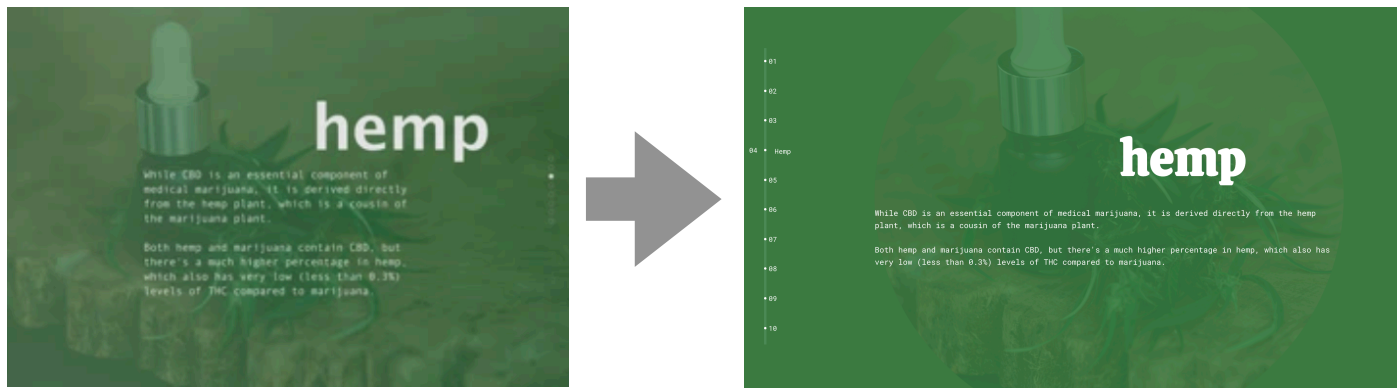 hemp
While CBD is an essential component of
medical marijuana, it is derived directly
from the hemp plant, which is a cousin of
the marijuana plant.
Both hemp and marijuana contain CBD, but
there's a much higher percentage in hemp,
which also has very low (less than 0.3%)
levels of THC compared to marijuana.
01
02
03
04 Hemp
05
06
07
08
09
10
hemp
While CBD is an essential component of medical marijuana, it is derived directly from the hemp
plant, which is a cousin of the marijuana plant.
Both hemp and marijuana contain CBD, but there's a much higher percentage in hemp, which also has
very low (less than 0.3%) levels of THC compared to marijuana.